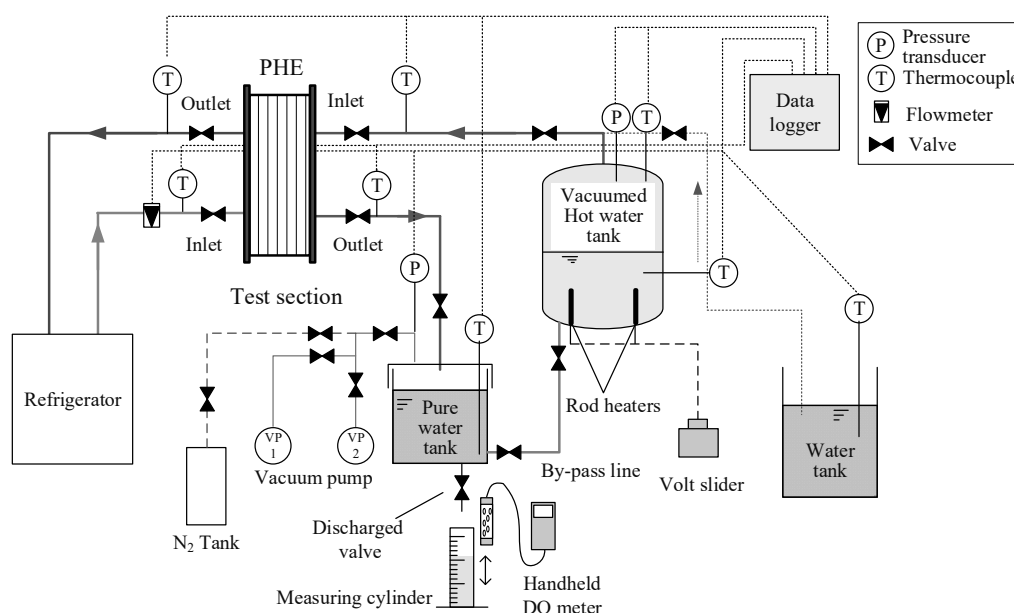 PHE
Outlet
Inlet
T
T
P
T
Data
logger
P
Pressure
transducer
T
Thermocouple
Flowmeter
Valve
T
T
Inlet
Outlet
Vacuumed
Hot water
tank
T
P
Test section
T
T
Refrigerator
Pure
water
tank
Rod heaters
VP
1
VP
2
Vacuum pump
By-pass line
Volt slider
Water
tank
N2 Tank
Discharged
valve
Measuring cylinder
Handheld
DO meter